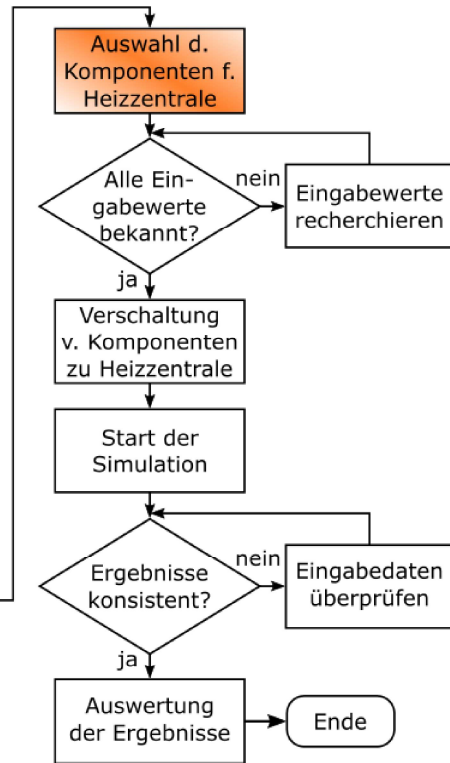 Auswahl d.
Komponenten f.
Heizzentrale
Alle Ein-
gabewerte
bekannt?
nein
Eingabewerte
recherchieren
ja
Verschaltung
v. Komponenten
zu Heizzentrale
Start der
Simulation
Ergebnisse
konsistent?
nein
Eingabedaten
überprüfen
ja
Auswertung
der Ergebnisse
Ende